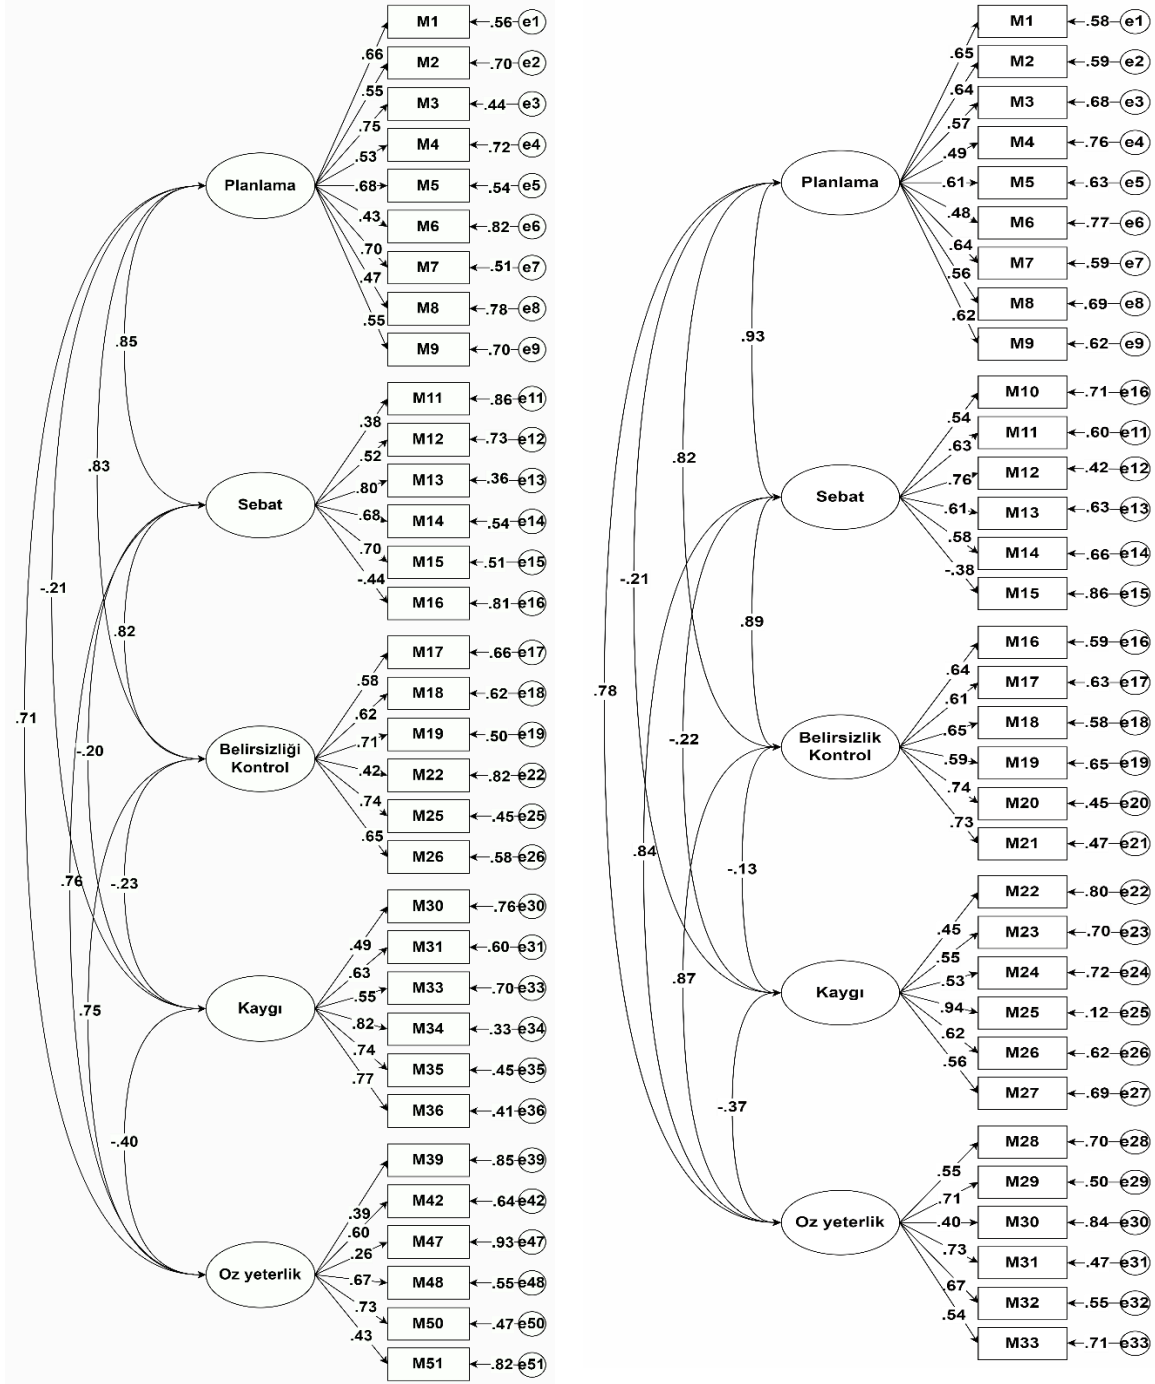 M1 .56 e1
.66
M2 .70 e2
.55
M3 .44 e3
.75
M4 .72 e4
.53
Planlama
.68 M5 .54 e5
.43
M6 .82 e6
.70
M7 .51 e7
.47
M8 .78 e8
.55
M9 .70 e9
.85
M11 .86 e11
.38
M12 .73 e12
.52
.83
M13 .36 e13
.80
Sebat
M14 .54 e14
.68
.70
M15 .51 e15
-.44
-.21
M16 .81 e16
.82
M17 .66 e17
.58
M18 .62 e18
.62
.71
M19 .50 e19
.71
-.20
Belirsizliği
Kontrol
.42 M22 .82 e22
.74
M25 .45 e25
.65
M26 .58 e26
.76
-.23
M30 .76 e30
.49
M31 .60 e31
.63
M33 .70 e33
.55
Kaygı
.75
.82 M34 .33 e34
.74
M35 .45 e35
.77
M36 .41 e36
-.40
M39 .85 e39
.39
M42 .64 e42
.60
M47 .93 e47
.26
Oz yeterlik
.67 M48 .55 e48
.73
M50 .47 e50
.43
M51 .82 e51
M1 .58 e1
.65
M2 .59 e2
.64
M3 .68 e3
.57
M4 .76 e4
.49
Planlama
.61 M5 .63 e5
.48
M6 .77 e6
.64
M7 .59 e7
.56
M8 .69 e8
.62
M9 .62 e9
.93
M10 .71 e16
.54
M11 .60 e11
.63
.82
M12 .42 e12
.76
Sebat
.61 M13 .63 e13
.58
M14 .66 e14
-.38
-.21
M15 .86 e15
.89
M16 .59 e16
.64
M17 .63 e17
.61
.78
M18 .58 e18
.65
-.22
Belirsizlik
Kontrol
.59 M19 .65 e19
.74
M20 .45 e20
.73
M21 .47 e21
.84
-.13
M22 .80 e22
.45
M23 .70 e23
.55
M24 .72 e24
.53
.87
Kaygı
.94 M25 .12 e25
.62
M26 .62 e26
.56
M27 .69 e27
-.37
M28 .70 e28
.55
M29 .50 e29
.71
Oz yeterlik
.40 M30 .84 e30
.73
M31 .47 e31
.67
M32 .55 e32
.54
M33 .71 e33